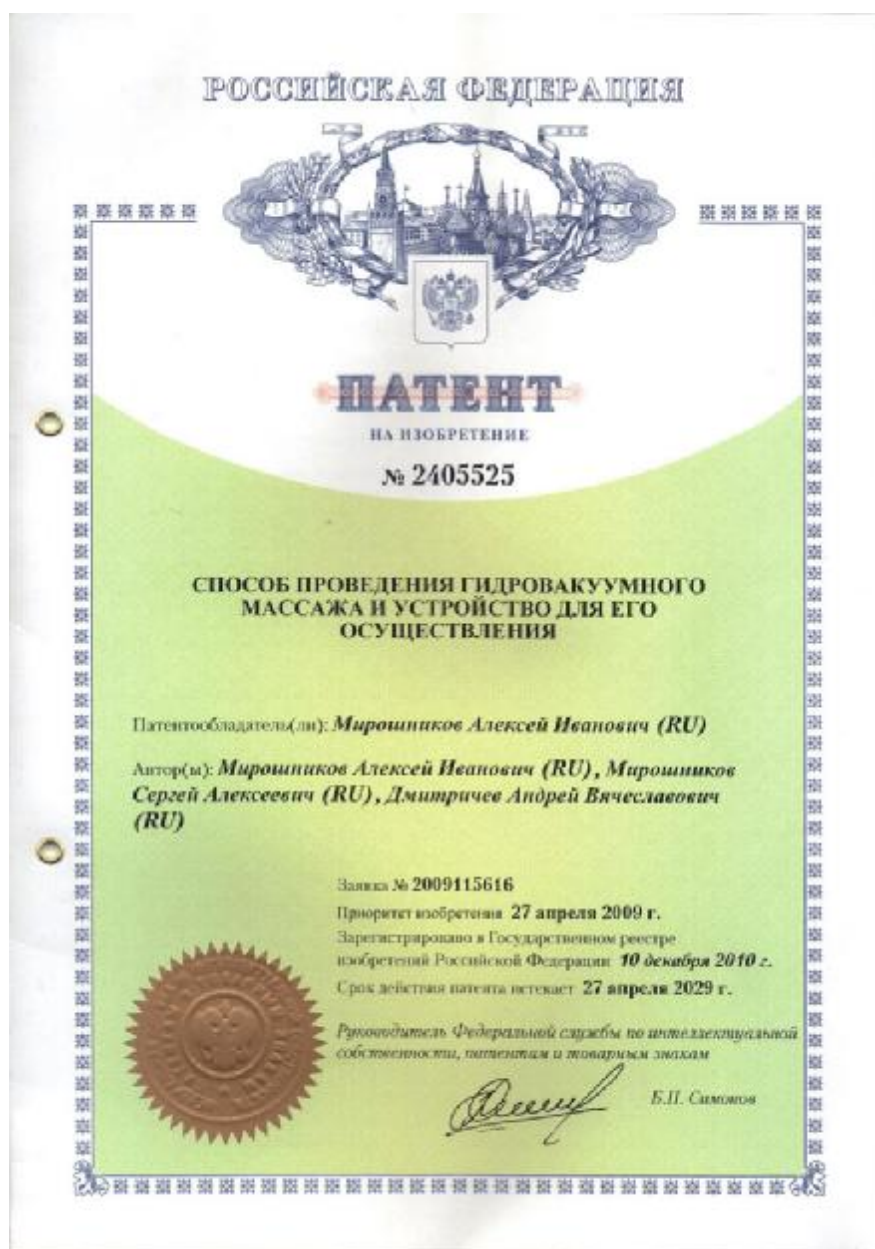 РОССИЙСКАЯ ФЕДЕРАЦИЯ
ПАТЕНТ
НА ИЗОБРЕТЕНИЕ
№ 2405525
СПОСОБ ПРОВЕДЕНИЯ ГИДРОВАКУУМНОГО
МАССАЖА И УСТРОЙСТВО ДЛЯ ЕГО
ОСУЩЕСТВЛЕНИЯ
Патентообладатель(ли): Мирошников Алексей Иванович (RU)
Автор(ы): Мирошников Алексей Иванович (RU), Мирошников
Сергей Алексеевич (RU), Дмитричев Андрей Вячеславович
(RU)
Заявка № 2009115616
Приоритет изобретения 27 апреля 2009 г.
Зарегистрировано в Государственном реестре
изобретений Российской Федерации 10 декабря 2010 г.
Срок действия патента истекает 27 апреля 2029 г.
Руководитель Федеральной службы по интеллектуальной
собственности, патентам и товарным знакам
Б.П. Симонов